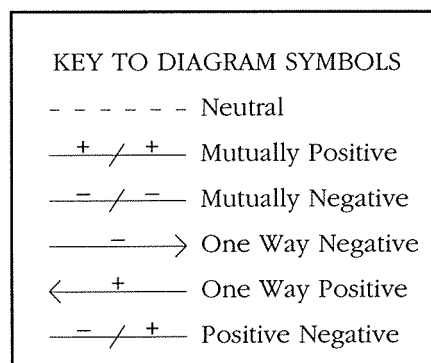 KEY TO DIAGRAM SYMBOLS
Neutral
+ + Mutually Positive
– – Mutually Negative
– One Way Negative
+ One Way Positive
– + Positive Negative